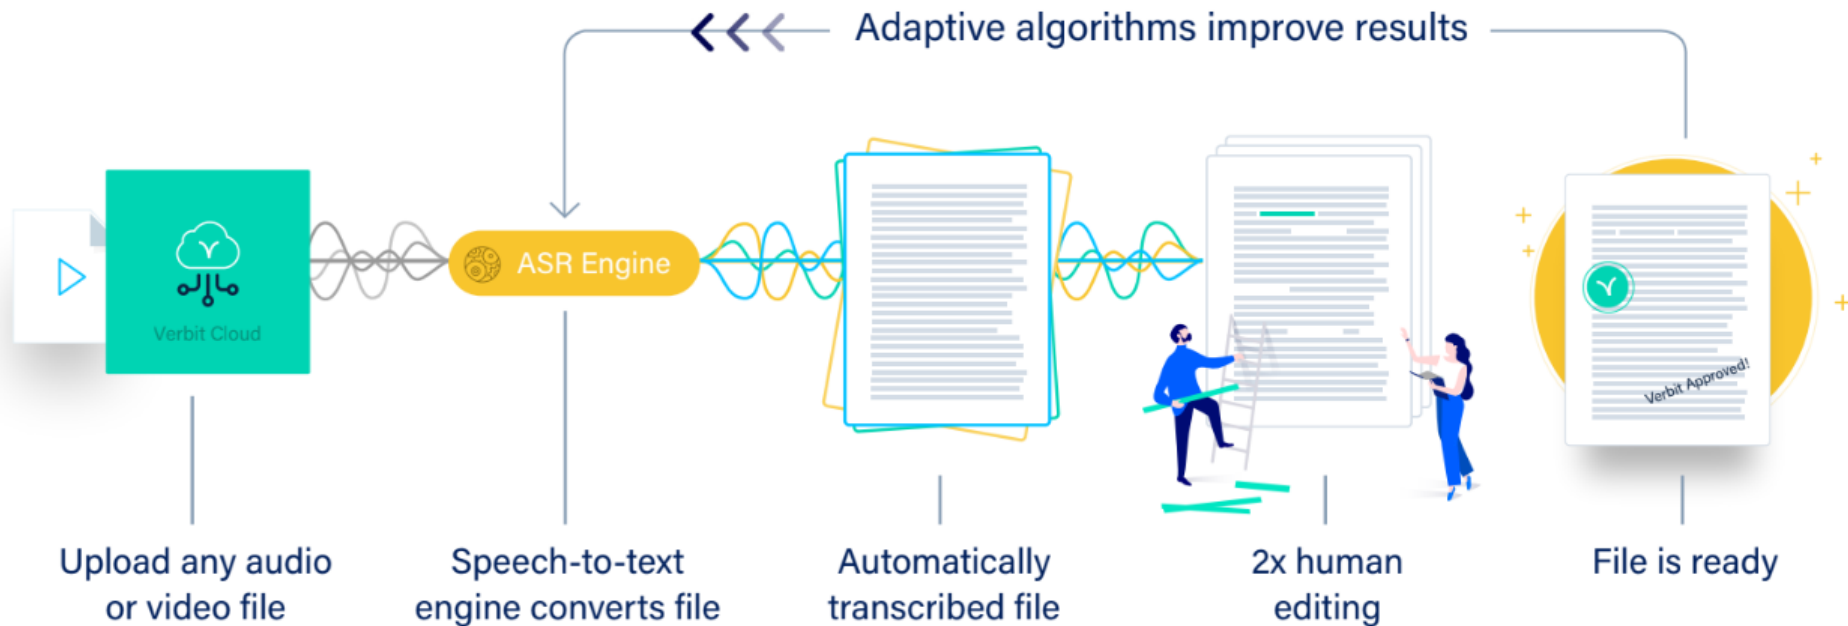 Adaptive algorithms improve results
Verbit Cloud
ASR Engine
Verbit Approved!
Upload any audio
or video file
Speech-to-text
engine converts file
Automatically
transcribed file
2x human
editing
File is ready